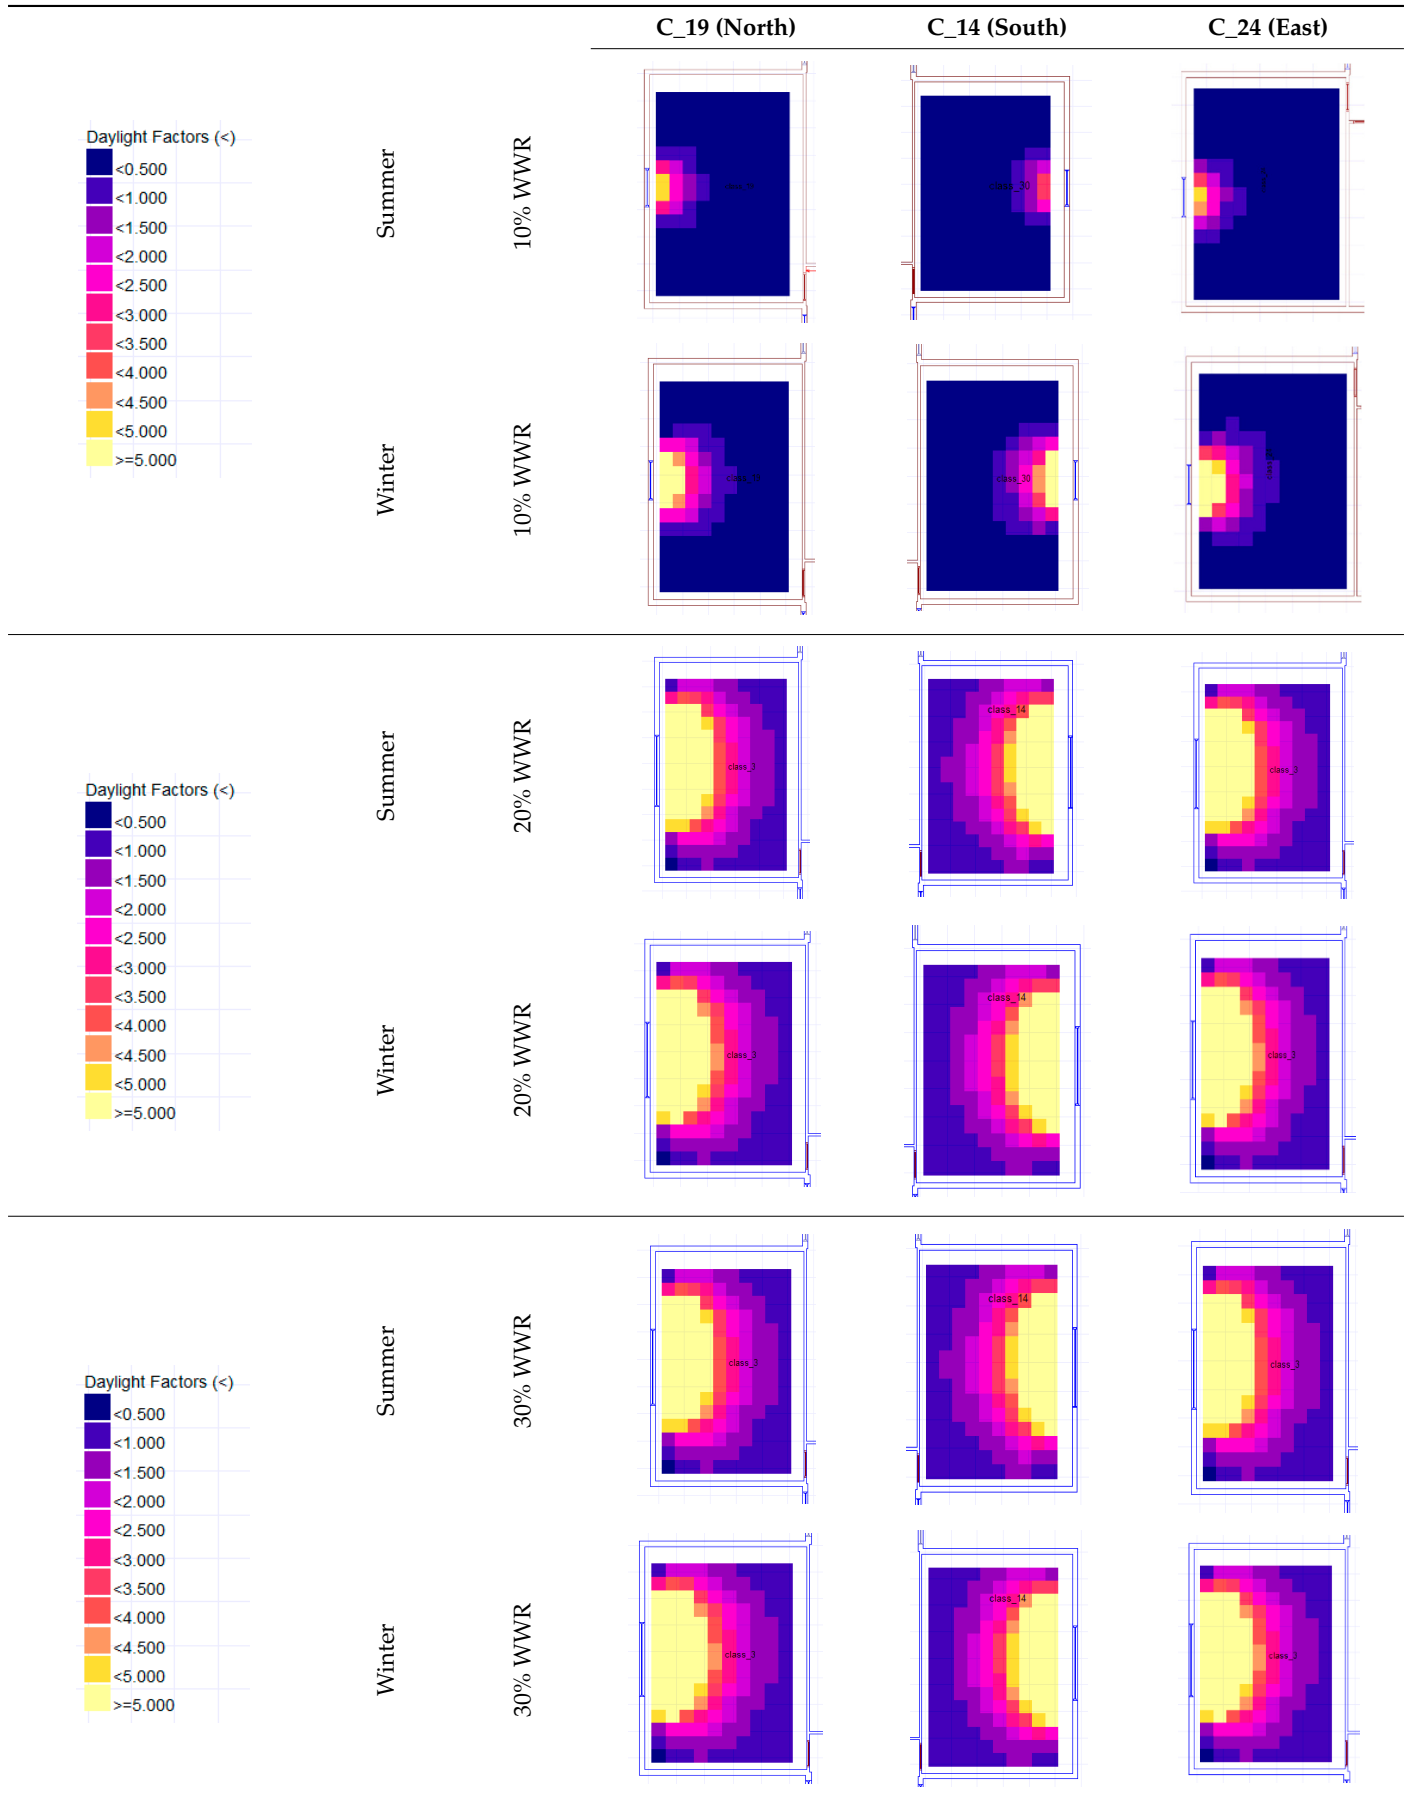 C_19 (North) C_14 (South) C_24 (East)
Daylight Factors (<)
<0.500
<1.000
<1.500
<2.000
<2.500
<3.000
<3.500
<4.000
<4.500
<5.000
>=5.000
Summer
10% WWR
class_30
Winter
10% WWR
class_30
Daylight Factors (<)
<0.500
<1.000
<1.500
<2.000
<2.500
<3.000
<3.500
<4.000
<4.500
<5.000
>=5.000
Summer
20% WWR
class_3
class_14
class_3
Winter
20% WWR
class_3
class_14
class_3
Daylight Factors (<)
<0.500
<1.000
<1.500
<2.000
<2.500
<3.000
<3.500
<4.000
<4.500
<5.000
>=5.000
Summer
30% WWR
class_3
class_14
class_3
Winter
30% WWR
class_3
class_14
class_3